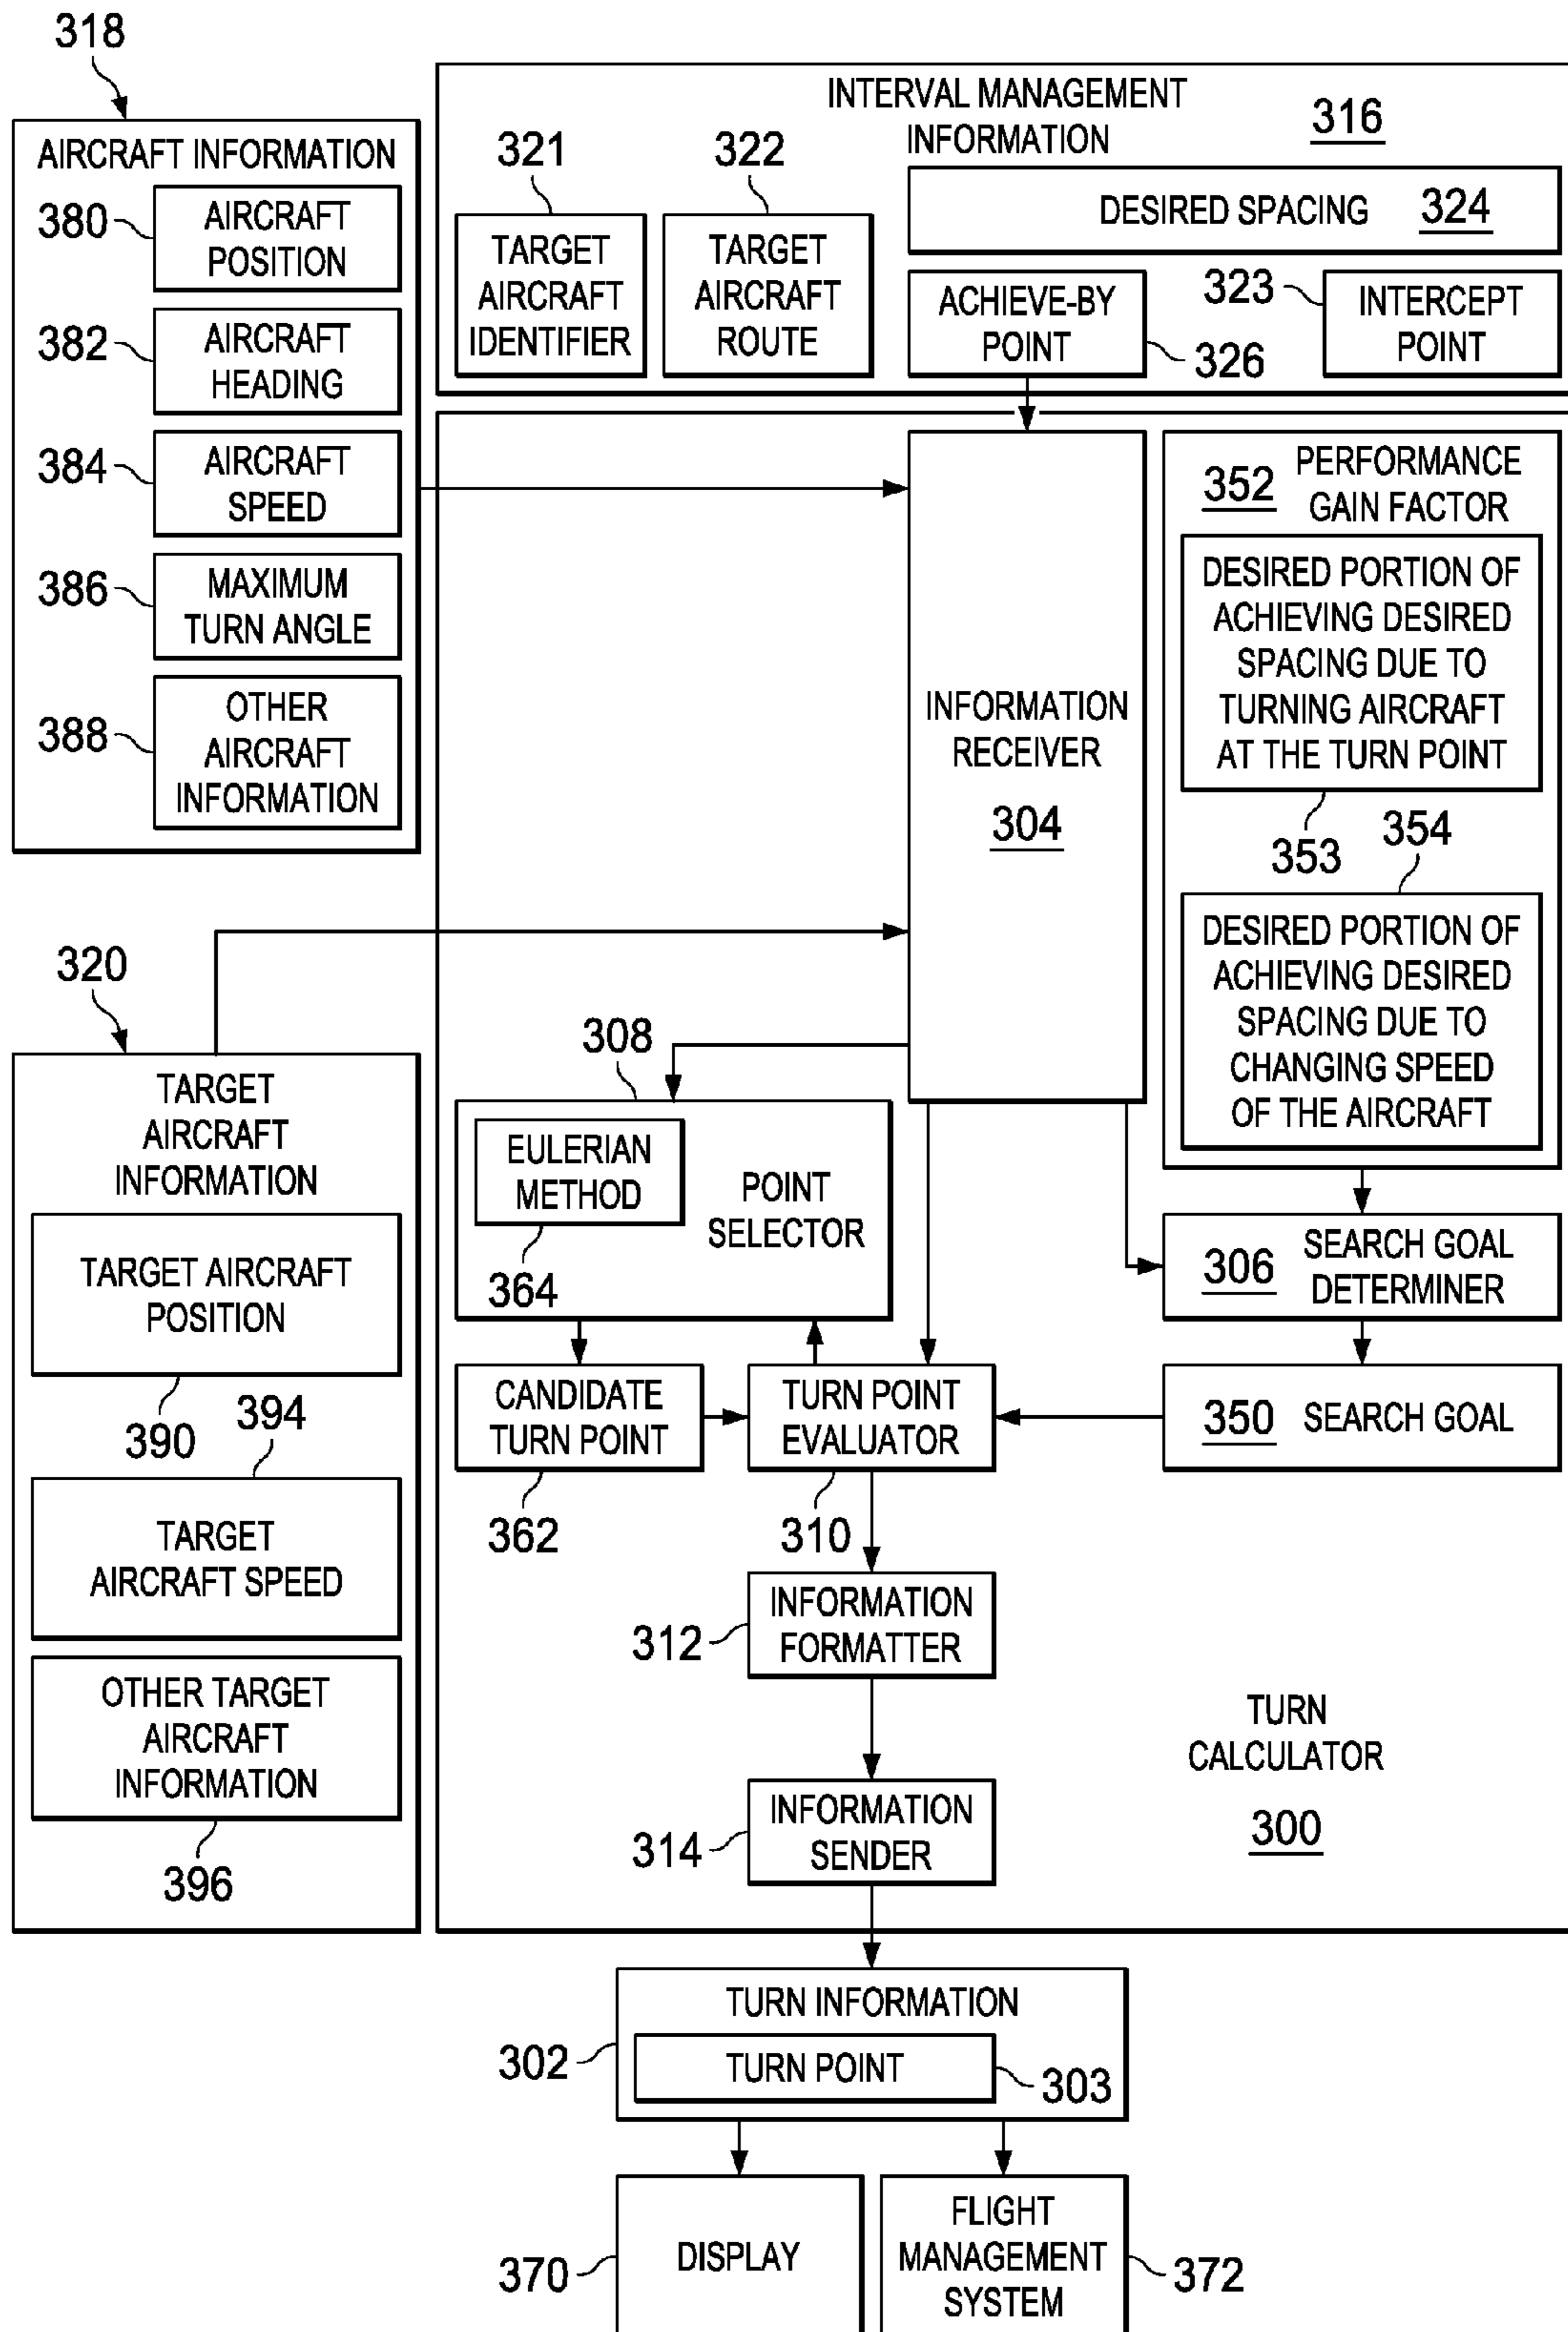 318
AIRCRAFT INFORMATION
380
AIRCRAFT
POSITION
382
AIRCRAFT
HEADING
384
AIRCRAFT
SPEED
386
MAXIMUM
TURN ANGLE
388
OTHER
AIRCRAFT
INFORMATION
INTERVAL MANAGEMENT
INFORMATION
316
321
TARGET
AIRCRAFT
IDENTIFIER
322
TARGET
AIRCRAFT
ROUTE
DESIRED SPACING 324
ACHIEVE-BY
POINT
326
323
INTERCEPT
POINT
INFORMATION
RECEIVER
304
352
PERFORMANCE
GAIN FACTOR
DESIRED PORTION OF
ACHIEVING DESIRED
SPACING DUE TO
TURNING AIRCRAFT
AT THE TURN POINT
353
354
DESIRED PORTION OF
ACHIEVING DESIRED
SPACING DUE TO
CHANGING SPEED
OF THE AIRCRAFT
320
TARGET
AIRCRAFT
INFORMATION
TARGET AIRCRAFT
POSITION
390
394
TARGET
AIRCRAFT SPEED
OTHER TARGET
AIRCRAFT
INFORMATION
396
308
EULERIAN
METHOD
364
POINT
SELECTOR
306
SEARCH GOAL
DETERMINER
CANDIDATE
TURN POINT
362
TURN POINT
EVALUATOR
310
350 SEARCH GOAL
312
INFORMATION
FORMATTER
314
INFORMATION
SENDER
TURN
CALCULATOR
300
TURN INFORMATION
302
TURN POINT
303
370
DISPLAY
FLIGHT
MANAGEMENT
SYSTEM
372